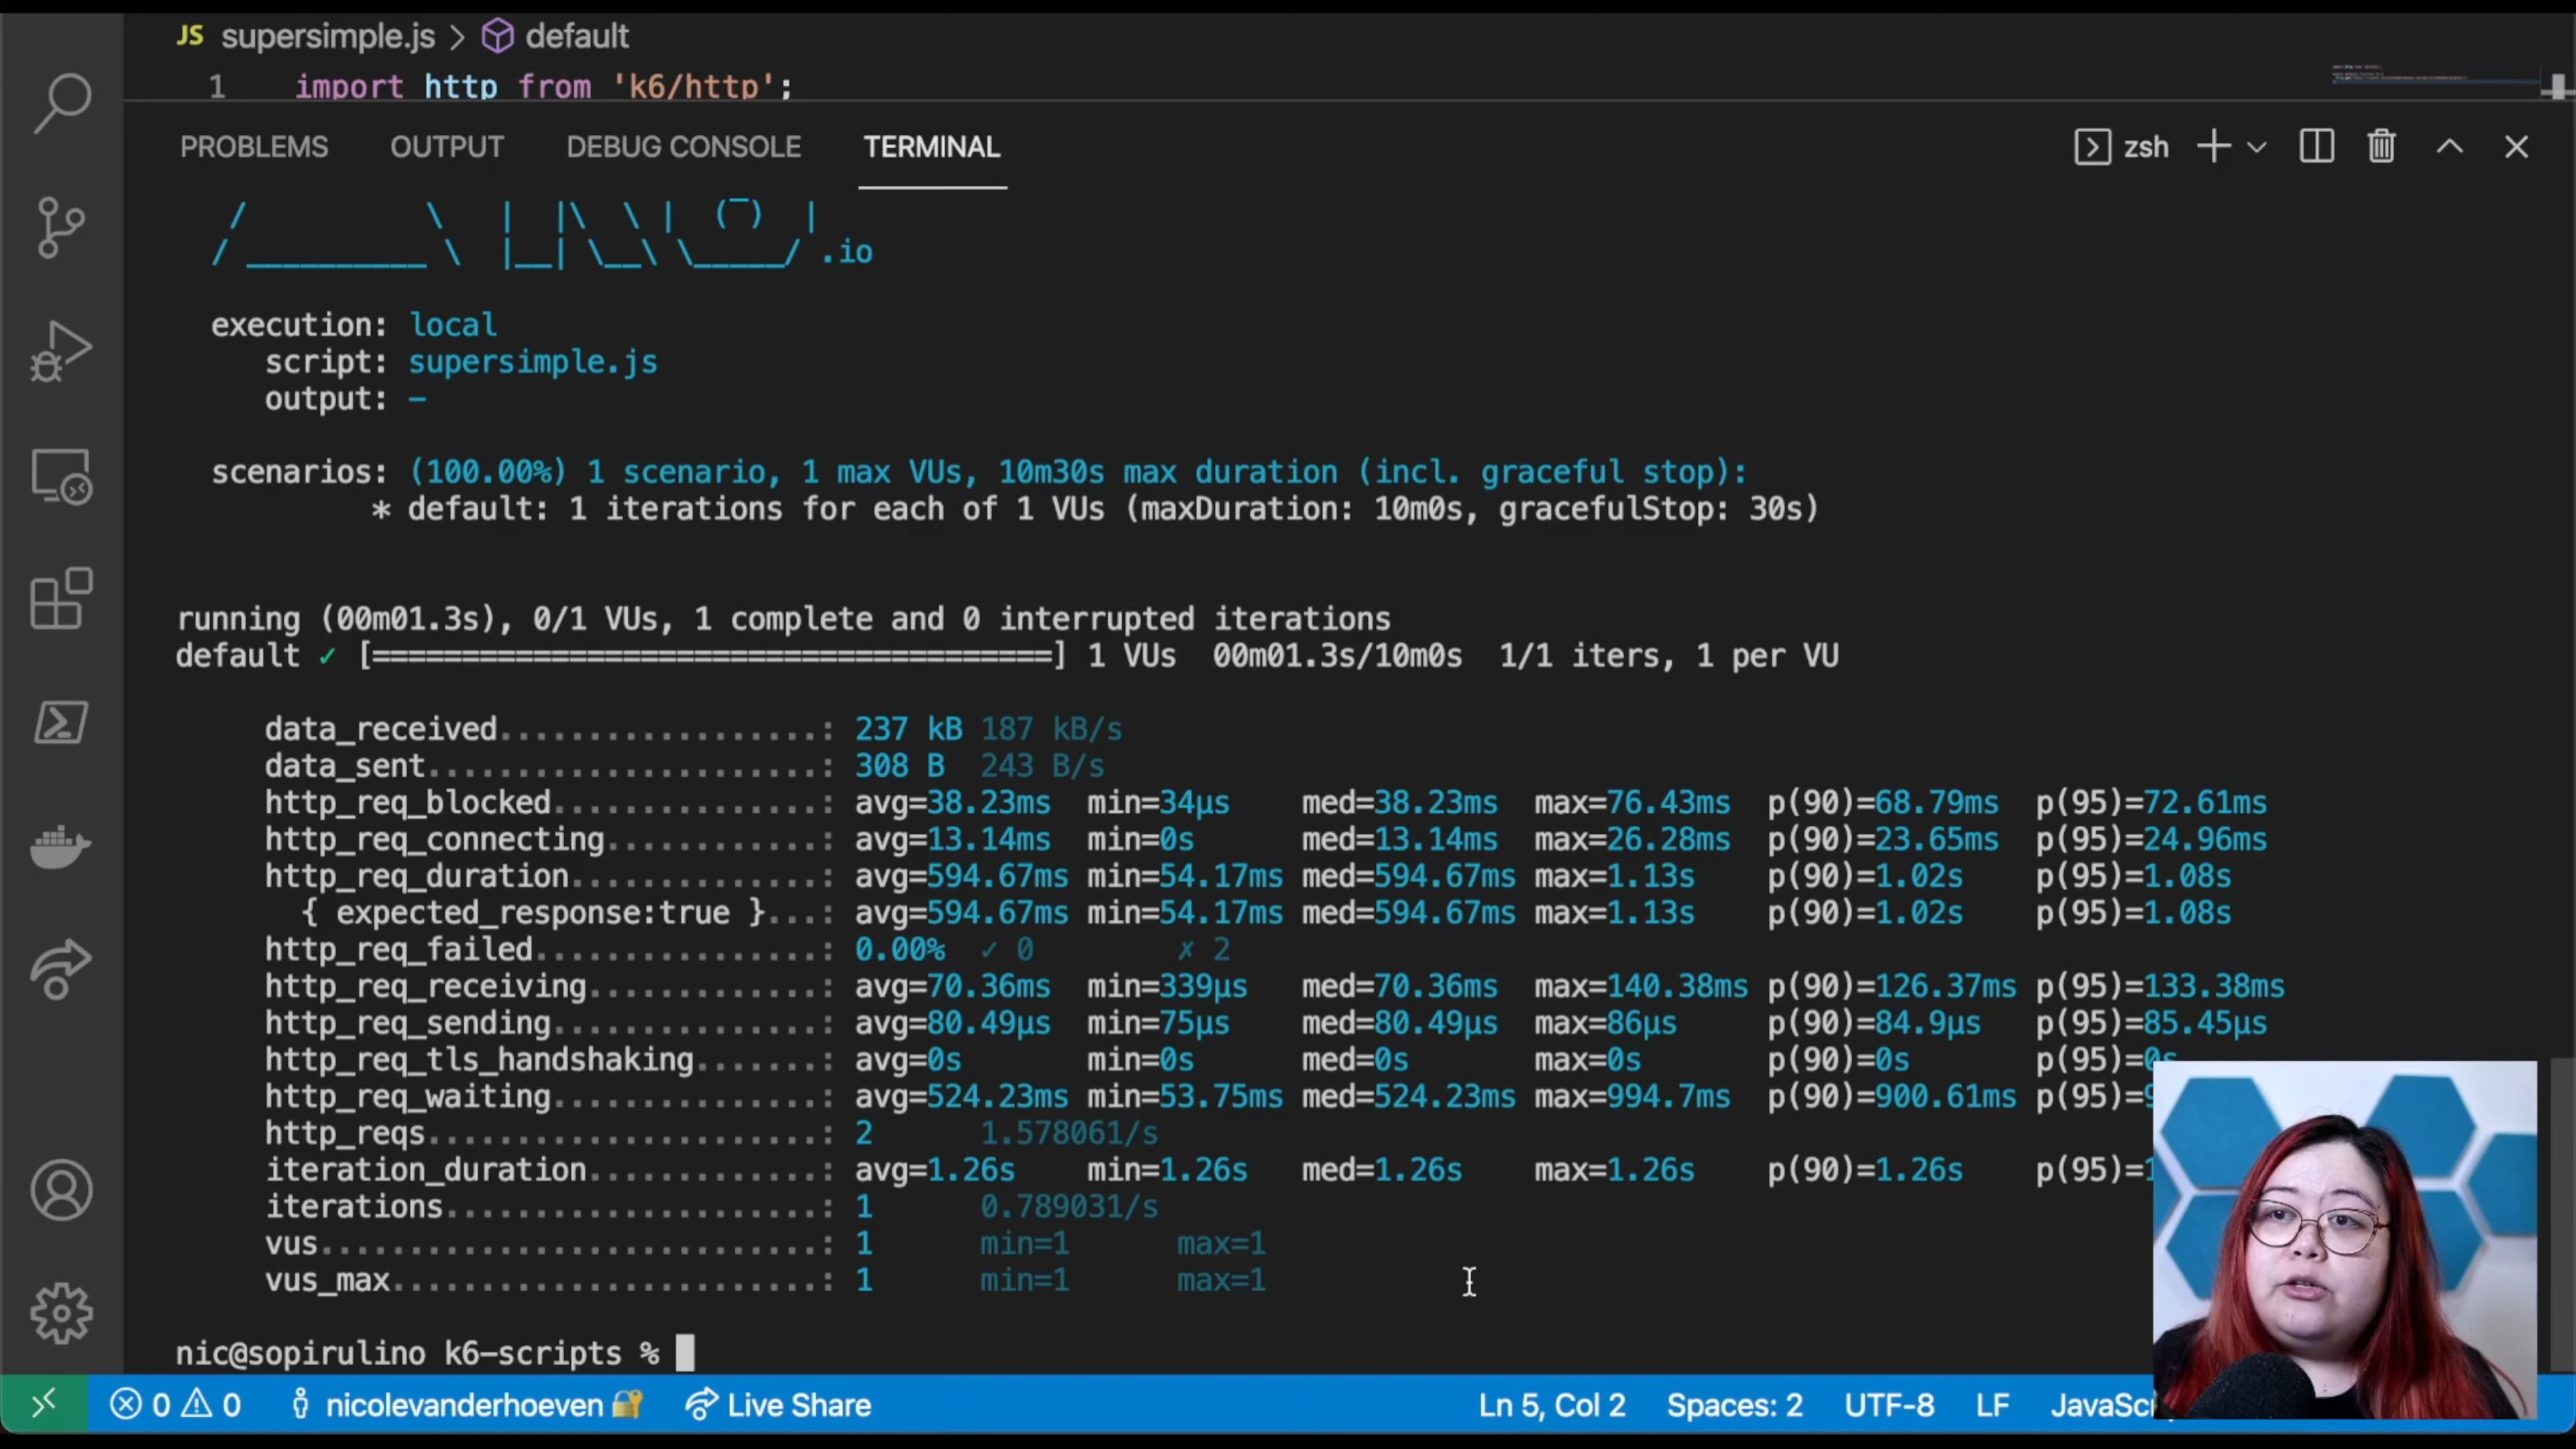 JS supersimple.js > default
1 import http from 'k6/http';
PROBLEMS OUTPUT DEBUG CONSOLE TERMINAL zsh
.io
execution: local
script: supersimple.js
output: -
scenarios: (100.00%) 1 scenario, 1 max VUs, 10m30s max duration (incl. graceful stop):
* default: 1 iterations for each of 1 VUs (maxDuration: 10m0s, gracefulStop: 30s)
running (00m01.3s), 0/1 VUs, 1 complete and 0 interrupted iterations
default ✓ [======================================] 1 VUs 00m01.3s/10m0s 1/1 iters, 1 per VU
data_received..................: 237 kB 187 kB/s
data_sent......................: 308 B 243 B/s
http_req_blocked...............: avg=38.23ms min=34µs med=38.23ms max=76.43ms p(90)=68.79ms p(95)=72.61ms
http_req_connecting............: avg=13.14ms min=0s med=13.14ms max=26.28ms p(90)=23.65ms p(95)=24.96ms
http_req_duration..............: avg=594.67ms min=54.17ms med=594.67ms max=1.13s p(90)=1.02s p(95)=1.08s
{ expected_response:true }...: avg=594.67ms min=54.17ms med=594.67ms max=1.13s p(90)=1.02s p(95)=1.08s
http_req_failed................: 0.00% ✓ 0 ✗ 2
http_req_receiving.............: avg=70.36ms min=339µs med=70.36ms max=140.38ms p(90)=126.37ms p(95)=133.38ms
http_req_sending...............: avg=80.49µs min=75µs med=80.49µs max=86µs p(90)=84.9µs p(95)=85.45µs
http_req_tls_handshaking.......: avg=0s min=0s med=0s max=0s p(90)=0s p(95)=0s
http_req_waiting...............: avg=524.23ms min=53.75ms med=524.23ms max=994.7ms p(90)=900.61ms p(95)=
http_reqs......................: 2 1.578061/s
iteration_duration.............: avg=1.26s min=1.26s med=1.26s max=1.26s p(90)=1.26s p(95)=
iterations.....................: 1 0.789031/s
vus............................: 1 min=1 max=1
vus_max........................: 1 min=1 max=1
nic@sopirulino k6-scripts %
0 0 nicolevanderhoeven Live Share Ln 5, Col 2 Spaces: 2 UTF-8 LF